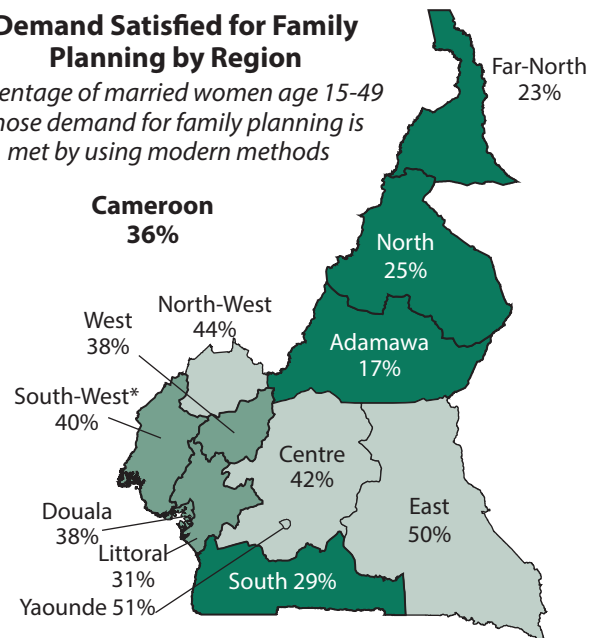 Demand Satisfied for Family
Planning by Region
entage of married women age 15-49
hose demand for family planning is
met by using modern methods
Cameroon
36%
Far-North
23%
North
25%
Adamawa
17%
North-West
44%
West
38%
South-West*
40%
Centre
42%
East
50%
Douala
38%
Littoral
31%
South 29%
Yaounde 51%